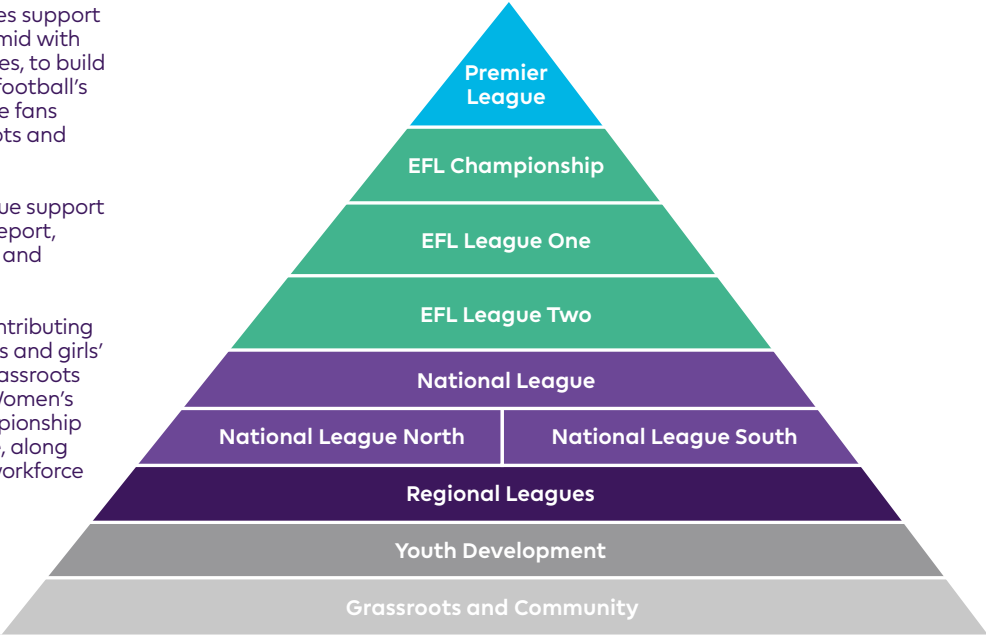 es support
mid with
es, to build
football's
e fans
ots and
ue support
eport,
and
ntributing
s and girls'
assroots
Women's
pionship
, along
workforce
Premier
League
EFL Championship
EFL League One
EFL League Two
National League
National League North
National League South
Regional Leagues
Youth Development
Grassroots and Community